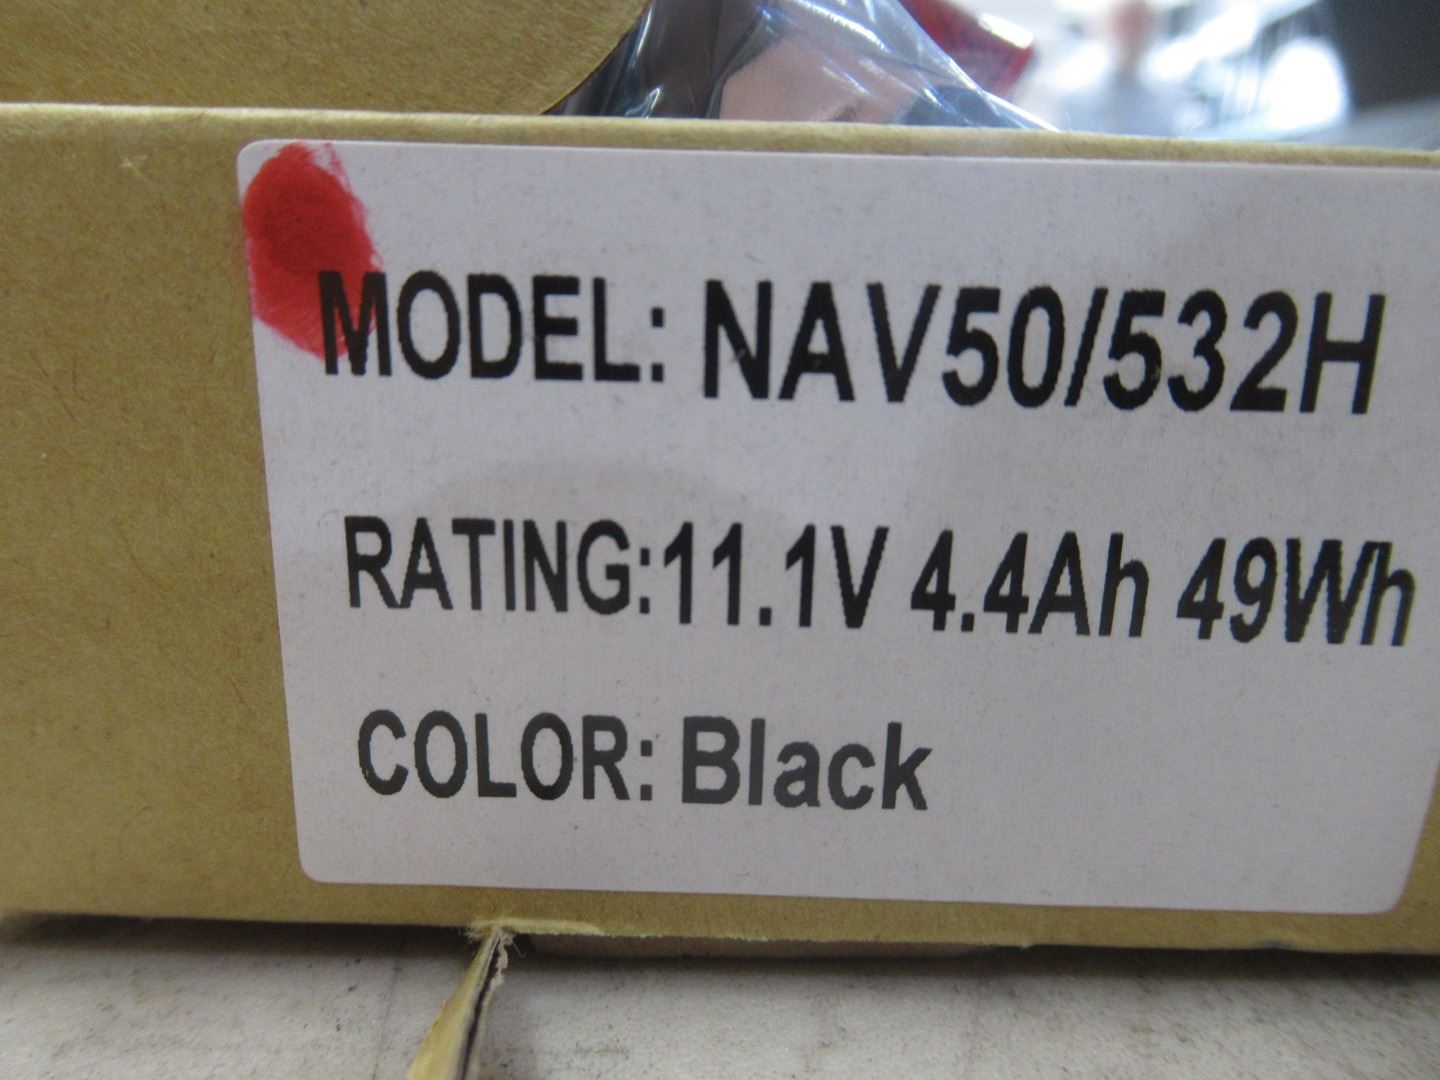 MODEL: NAV50/532H
RATING:11.1V 4.4Ah 49Wh
COLOR: Black